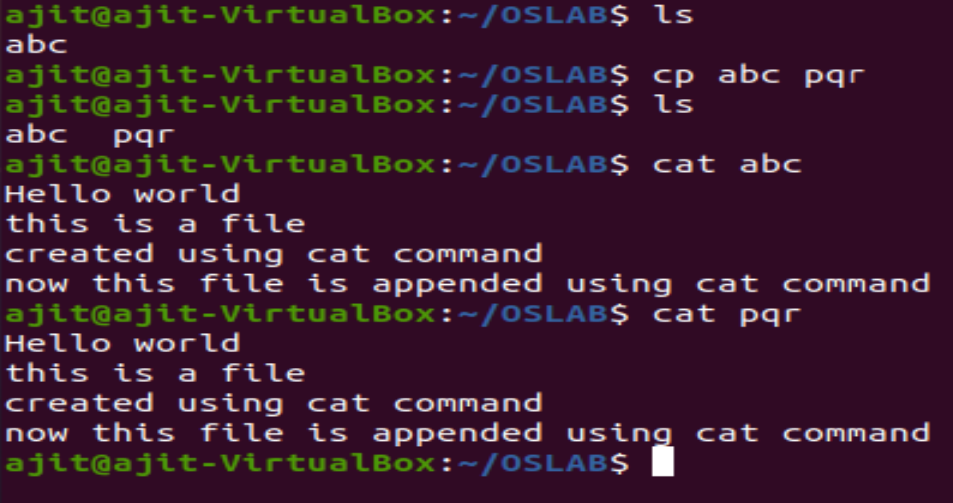 ajit@ajit-VirtualBox:~/OSLAB$ ls
abc
ajit@ajit-VirtualBox:~/OSLAB$ cp abc pqr
ajit@ajit-VirtualBox:~/OSLAB$ ls
abc  pqr
ajit@ajit-VirtualBox:~/OSLAB$ cat abc
Hello world
this is a file
created using cat command
now this file is appended using cat command
ajit@ajit-VirtualBox:~/OSLAB$ cat pqr
Hello world
this is a file
created using cat command
now this file is appended using cat command
ajit@ajit-VirtualBox:~/OSLAB$